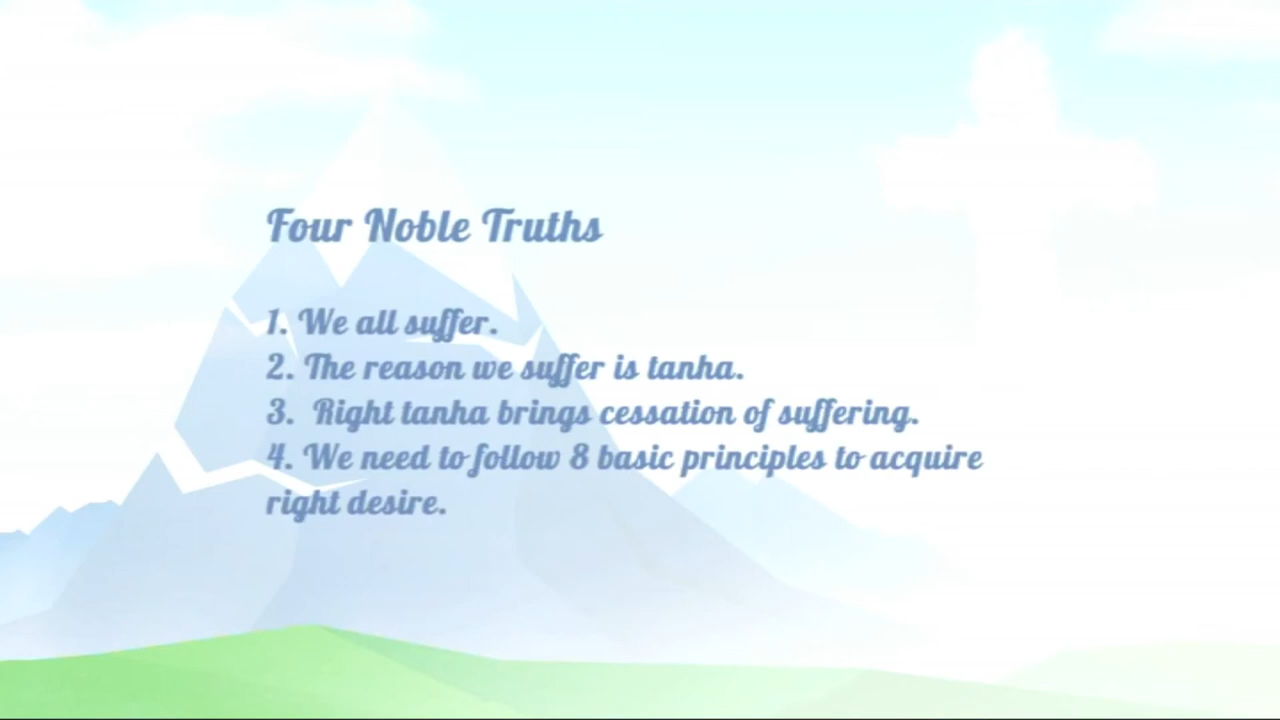 Four Noble Truths
1. We all suffer.
2. The reason we suffer is tanha.
3. Right tanha brings cessation of suffering.
4. We need to follow 8 basic principles to acquire
right desire.